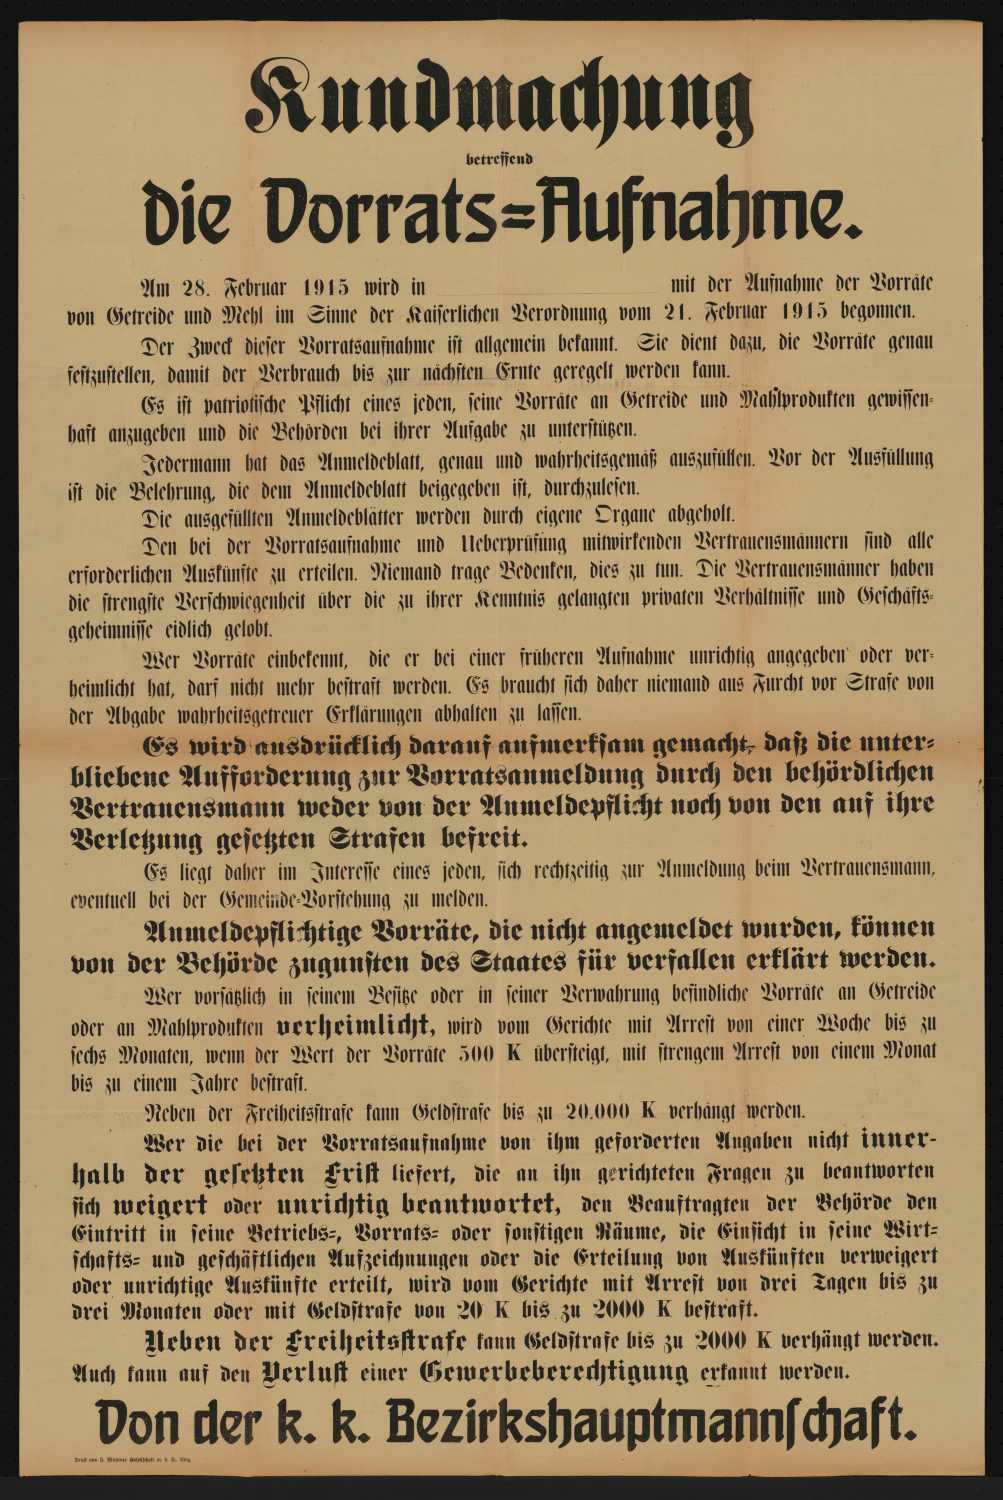 Kundmachung
betreffend
die Vorrats=Aufnahme.
Am 28. Februar 1915 wird in mit der Aufnahme der Vorräte
von Getreide und Mehl im Sinne der Kaiserlichen Verordnung vom 21. Februar 1915 begonnen.
Der Zweck dieser Vorratsaufnahme ist allgemein bekannt. Sie dient dazu, die Vorräte genau
festzustellen, damit der Verbrauch bis zur nächsten Ernte geregelt werden kann.
Es ist patriotische Pflicht eines jeden, seine Vorräte an Getreide und Mahlprodukten gewissen=
haft anzugeben und die Behörden bei ihrer Aufgabe zu unterstützen.
Jedermann hat das Anmeldeblatt, genau und wahrheitsgemäß auszufüllen. Vor der Ausfüllung
ist die Belehrung, die dem Anmeldeblatt beigegeben ist, durchzulesen.
Die ausgefüllten Anmeldeblätter werden durch eigene Organe abgeholt.
Den bei der Vorratsaufnahme und Ueberprüfung mitwirkenden Vertrauensmännern sind alle
erforderlichen Auskünfte zu erteilen. Niemand trage Bedenken, dies zu tun. Die Vertrauensmänner haben
die strengste Verschwiegenheit über die zu ihrer Kenntnis gelangten privaten Verhältnisse und Geschäfts=
geheimnisse eidlich gelobt.
Wer Vorräte einbekennt, die er bei einer früheren Aufnahme unrichtig angegeben oder ver=
heimlicht hat, darf nicht mehr bestraft werden. Es braucht sich daher niemand aus Furcht vor Strafe von
der Abgabe wahrheitsgetreuer Erklärungen abhalten zu lassen.
Es wird ausdrücklich darauf aufmerksam gemacht, daß die unter=
bliebene Aufforderung zur Vorratsanmeldung durch den behördlichen
Vertrauensmann weder von der Anmeldepflicht noch von den auf ihre
Verletzung gesetzten Strafen befreit.
Es liegt daher im Interesse eines jeden, sich rechtzeitig zur Anmeldung beim Vertrauensmann,
eventuell bei der Gemeinde=Vorstehung zu melden.
Anmeldepflichtige Vorräte, die nicht angemeldet wurden, können
von der Behörde zugunsten des Staates für verfallen erklärt werden.
Wer vorsätzlich in seinem Besitze oder in seiner Verwahrung befindliche Vorräte an Getreide
oder an Mahlprodukten verheimlicht, wird vom Gerichte mit Arrest von einer Woche bis zu
sechs Monaten, wenn der Wert der Vorräte 500 K übersteigt, mit strengem Arrest von einem Monat
bis zu einem Jahre bestraft.
Neben der Freiheitsstrafe kann Geldstrafe bis zu 20.000 K verhängt werden.
Wer die bei der Vorratsaufnahme von ihm geforderten Angaben nicht inner-
halb der gesetzten Frist liefert, die an ihn gerichteten Fragen zu beantworten
sich weigert oder unrichtig beantwortet, den Beauftragten der Behörde den
Eintritt in seine Betriebs=, Vorrats= oder sonstigen Räume, die Einsicht in seine Wirt=
schafts= und geschäftlichen Aufzeichnungen oder die Erteilung von Auskünften verweigert
oder unrichtige Auskünfte erteilt, wird vom Gerichte mit Arrest von drei Tagen bis zu
drei Monaten oder mit Geldstrafe von 20 K bis zu 2000 K bestraft.
Neben der Freiheitsstrafe kann Geldstrafe bis zu 2000 K verhängt werden.
Auch kann auf den Verlust einer Gewerbeberechtigung erkannt werden.
Von der k. k. Bezirkshauptmannschaft.
Druck von Gesellschaft m. b. H.